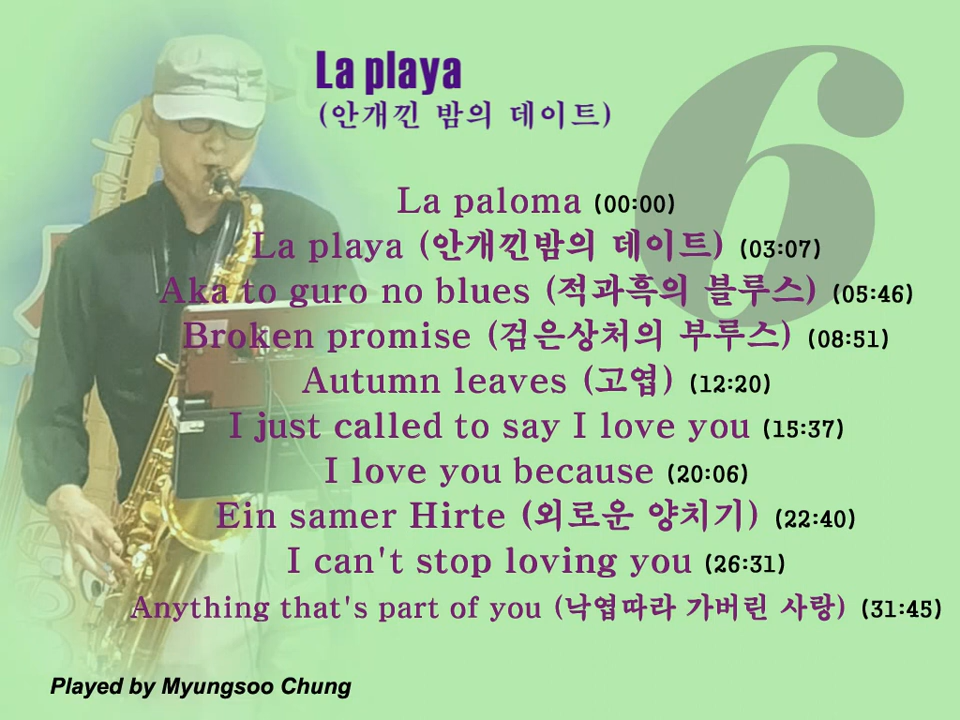 La playa
(안개낀 밤의 데이트)
6
La paloma (00:00)
La playa (안개낀밤의 데이트) (03:07)
Aka to guro no blues (적과흑의 블루스) (05:46)
Broken promise (검은상처의 부루스) (08:51)
Autumn leaves (고엽) (12:20)
I just called to say I love you (15:37)
I love you because (20:06)
Ein samer Hirte (외로운 양치기) (22:40)
I can't stop loving you (26:31)
Anything that's part of you (낙엽따라 가버린 사랑) (31:45)
Played by Myungsoo Chung